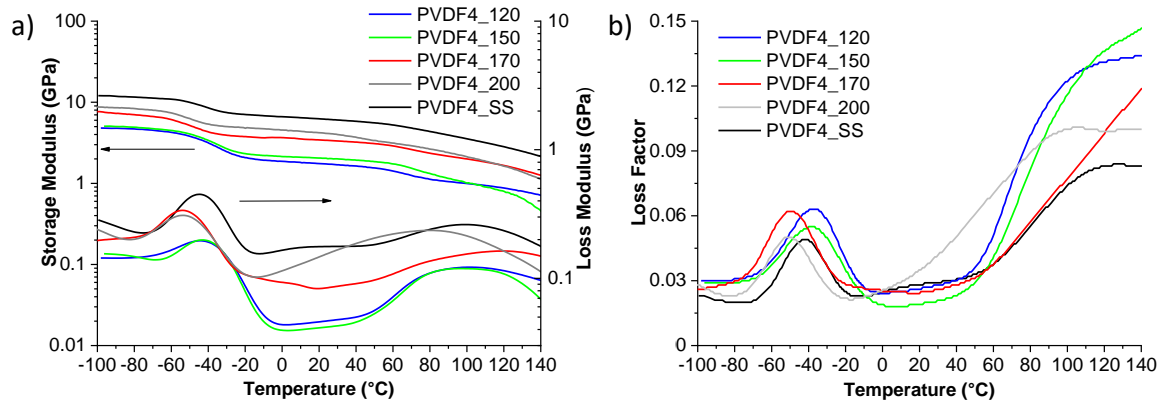 a)
Storage Modulus (GPa)
100
10
1
0.1
0.01
-100 -80 -60 -40 -20 0 20 40 60 80 100 120 140
Temperature (°C)
PVDF4_120
PVDF4_150
PVDF4_170
PVDF4_200
PVDF4_SS
10
1
0.1
Loss Modulus (GPa)
b)
Loss Factor
0.15
0.12
0.09
0.06
0.03
0
-100 -80 -60 -40 -20 0 20 40 60 80 100 120 140
Temperature (°C)
PVDF4_120
PVDF4_150
PVDF4_170
PVDF4_200
PVDF4_SS